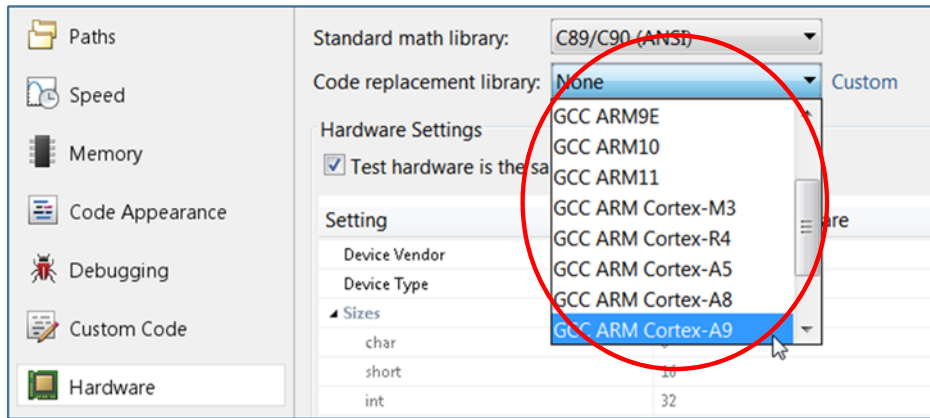 Paths
Speed
Memory
Code Appearance
Debugging
Custom Code
Hardware
Standard math library: C89/C90 (ANSI)
Code replacement library: None Custom
GCC ARM9E
GCC ARM10
GCC ARM11
GCC ARM Cortex-M3
GCC ARM Cortex-R4
GCC ARM Cortex-A5
GCC ARM Cortex-A8
GCC ARM Cortex-A9
Hardware Settings
Test hardware is the sa
Setting are
Device Vendor
Device Type
Sizes
char
short 16
int 32